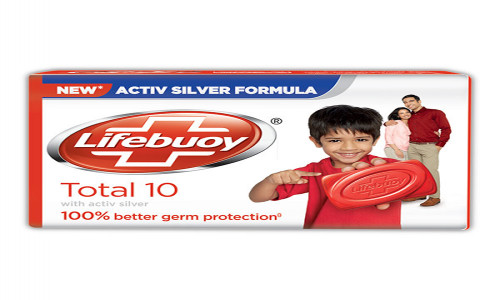 NEW* ACTIV SILVER FORMULA
Lifebuoy®
Total 10
with activ silver
100% better germ protection◊